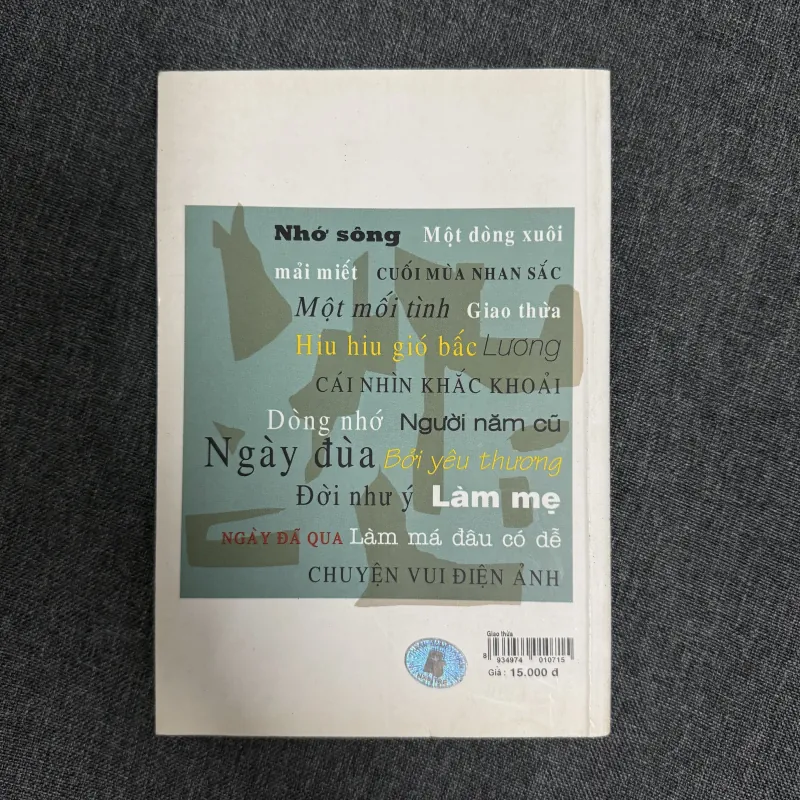 Nhớ sông Một dòng xuôi
mải miết CUỐI MÙA NHAN SẮC
Một mối tình Giao thừa
Hiu hiu gió bấc Lương
CÁI NHÌN KHẮC KHOẢI
Dòng nhớ Người năm cũ
Ngày đùa Bởi yêu thương
Đời như ý Làm mẹ
NGÀY ĐÃ QUA Làm má đâu có dễ
CHUYỆN VUI ĐIỆN ẢNH
Giao thừa
8 934974 010715
Giá : 15.000 đ